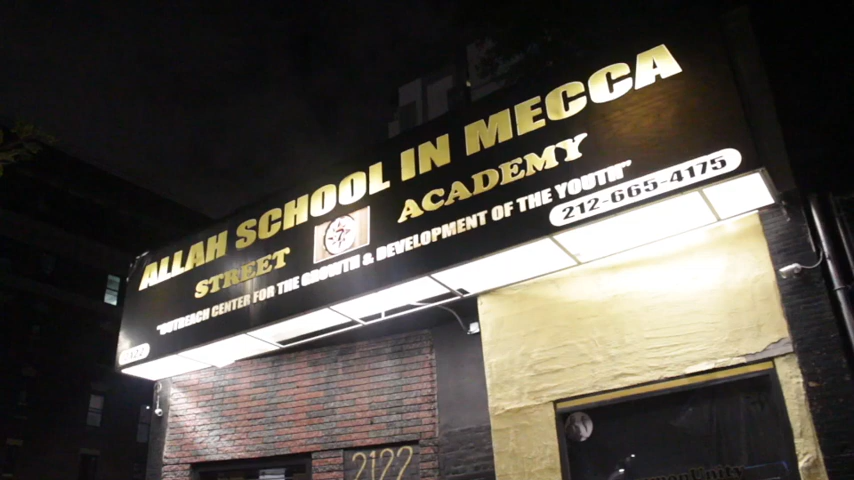 ALLAH SCHOOL IN MECCA
STREET 7 ACADEMY
"OUTREACH CENTER FOR THE GROWTH & DEVELOPMENT OF THE YOUTH"
212-665-4175
2122